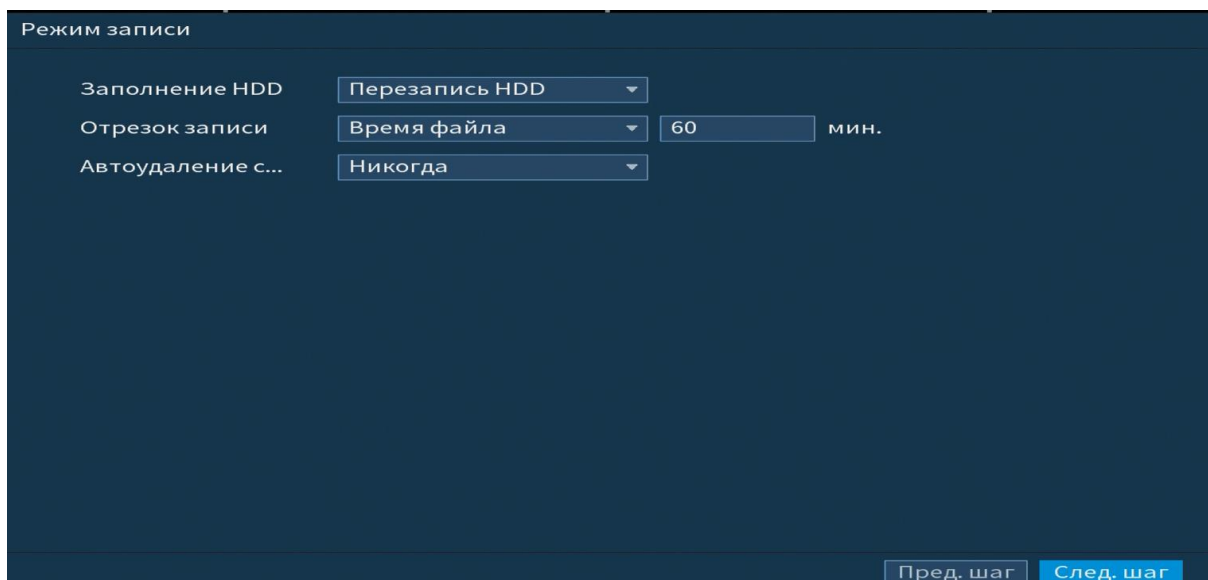 Режим записи
Заполнение HDD Перезапись HDD
Отрезок записи Время файла 60 мин.
Автоудаление с... Никогда
Пред. шаг След. шаг